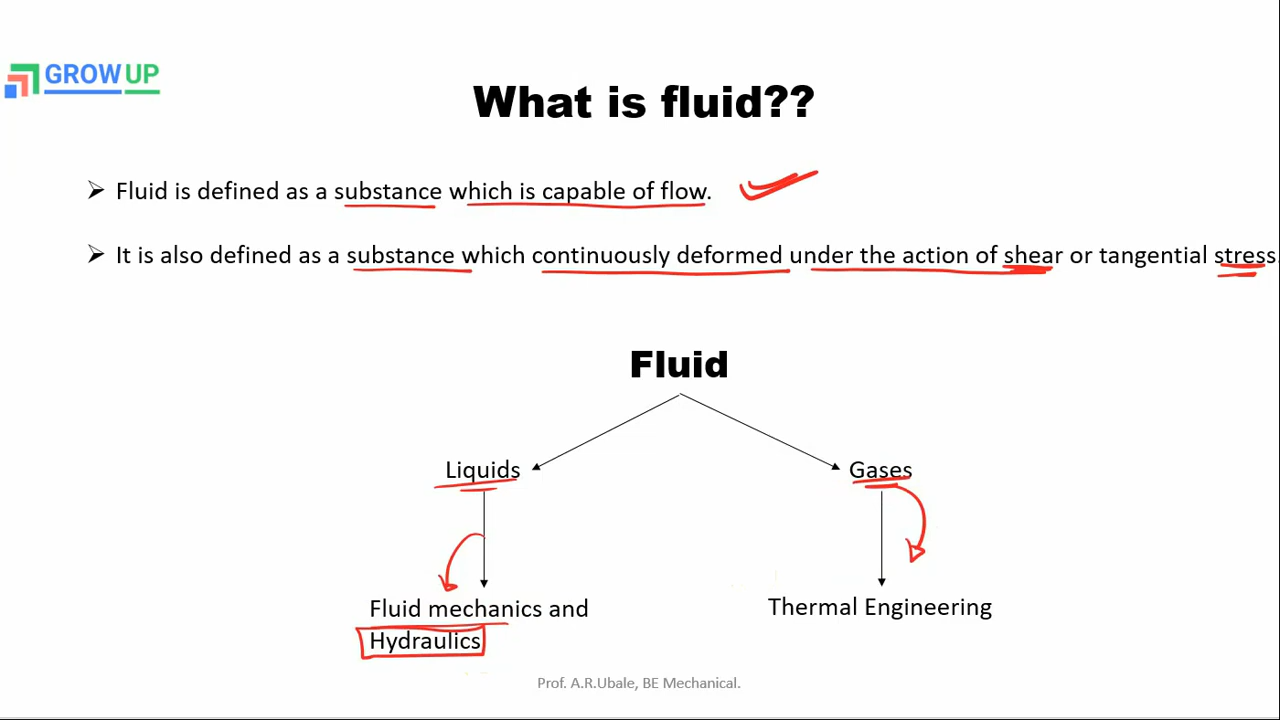 GROW UP
What is fluid??
➢ Fluid is defined as a substance which is capable of flow.
➢ It is also defined as a substance which continuously deformed under the action of shear or tangential stress.
Fluid
Liquids
Gases
Fluid mechanics and
Hydraulics
Thermal Engineering
Prof. A.R.Ubale, BE Mechanical.